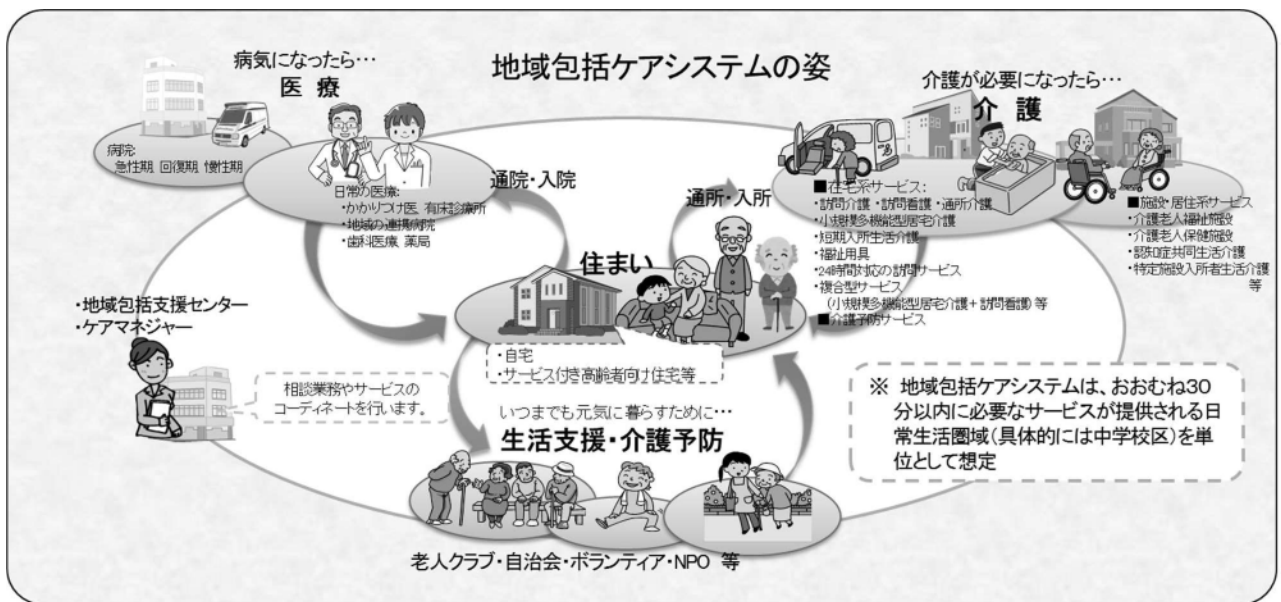 地域包括ケアシステムの姿
病気になったら…
医 療
病院:
急性期、回復期、慢性期
日常の医療:
・かかりつけ医、有床診療所
・地域の連携病院
・歯科医療、薬局
通院・入院
通所・入所
介護が必要になったら…
介 護
■在宅系サービス:
・訪問介護・訪問看護・通所介護
・小規模多機能型居宅介護
・短期入所生活介護
・福祉用具
・24時間対応の訪問サービス
・複合型サービス
(小規模多機能型居宅介護+訪問看護)等
■介護予防サービス
■施設・居住系サービス
・介護老人福祉施設
・介護老人保健施設
・認知症共同生活介護
・特定施設入所者生活介護
等
住まい
・自宅
・サービス付き高齢者向け住宅等
・地域包括支援センター
・ケアマネジャー
相談業務やサービスの
コーディネートを行います。
いつまでも元気に暮らすために…
生活支援・介護予防
老人クラブ・自治会・ボランティア・NPO 等
※ 地域包括ケアシステムは、おおむね30
分以内に必要なサービスが提供される日
常生活圏域(具体的には中学校区)を単
位として想定